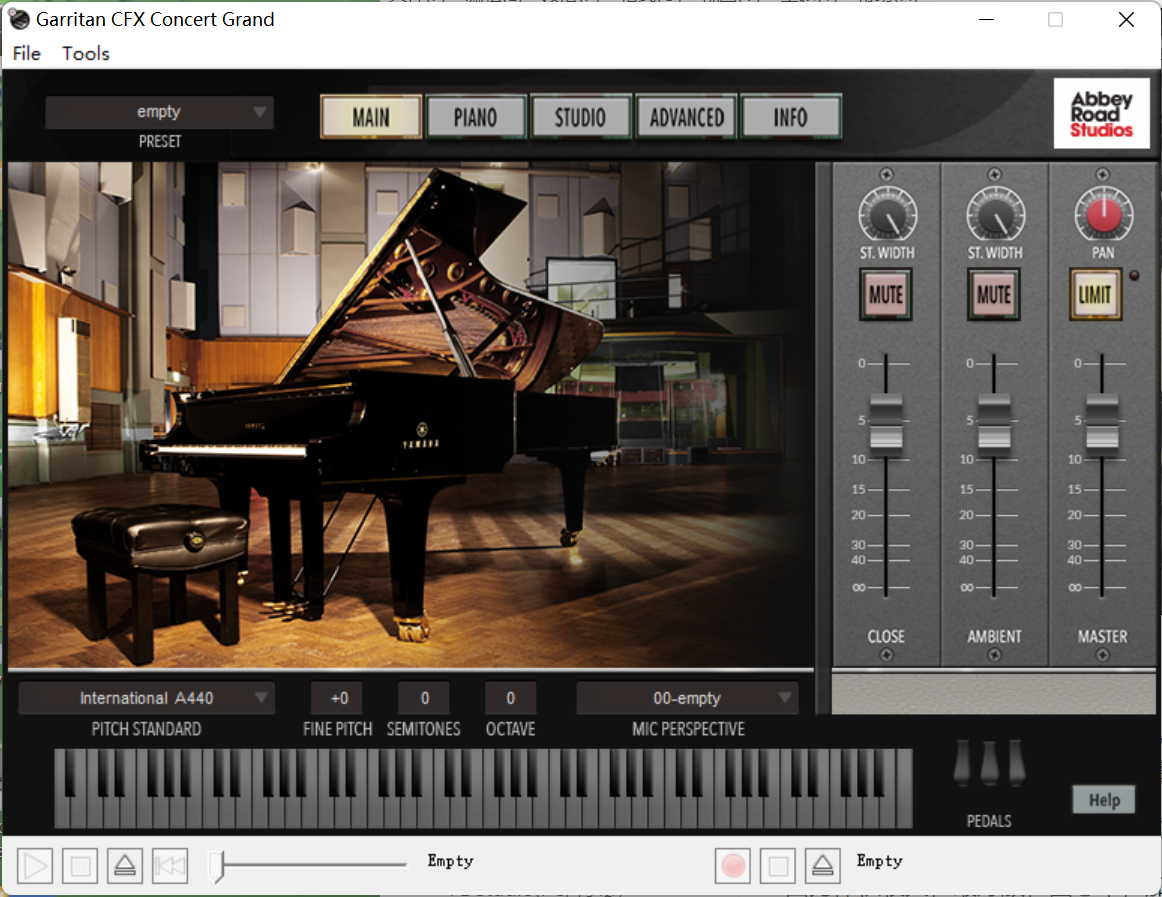 Garritan CFX Concert Grand
File Tools
empty
PRESET
MAIN PIANO STUDIO ADVANCED INFO
Abbey
Road
Studios
ST. WIDTH ST. WIDTH PAN
MUTE MUTE LIMIT
0 0 0
5 5 5
10 10 10
15 15 15
20 20 20
30 30 30
40 40 40
∞ ∞ ∞
CLOSE AMBIENT MASTER
YAMAHA
International A440 +0 0 0 00-empty
PITCH STANDARD FINE PITCH SEMITONES OCTAVE MIC PERSPECTIVE
PEDALS
Help
Empty Empty